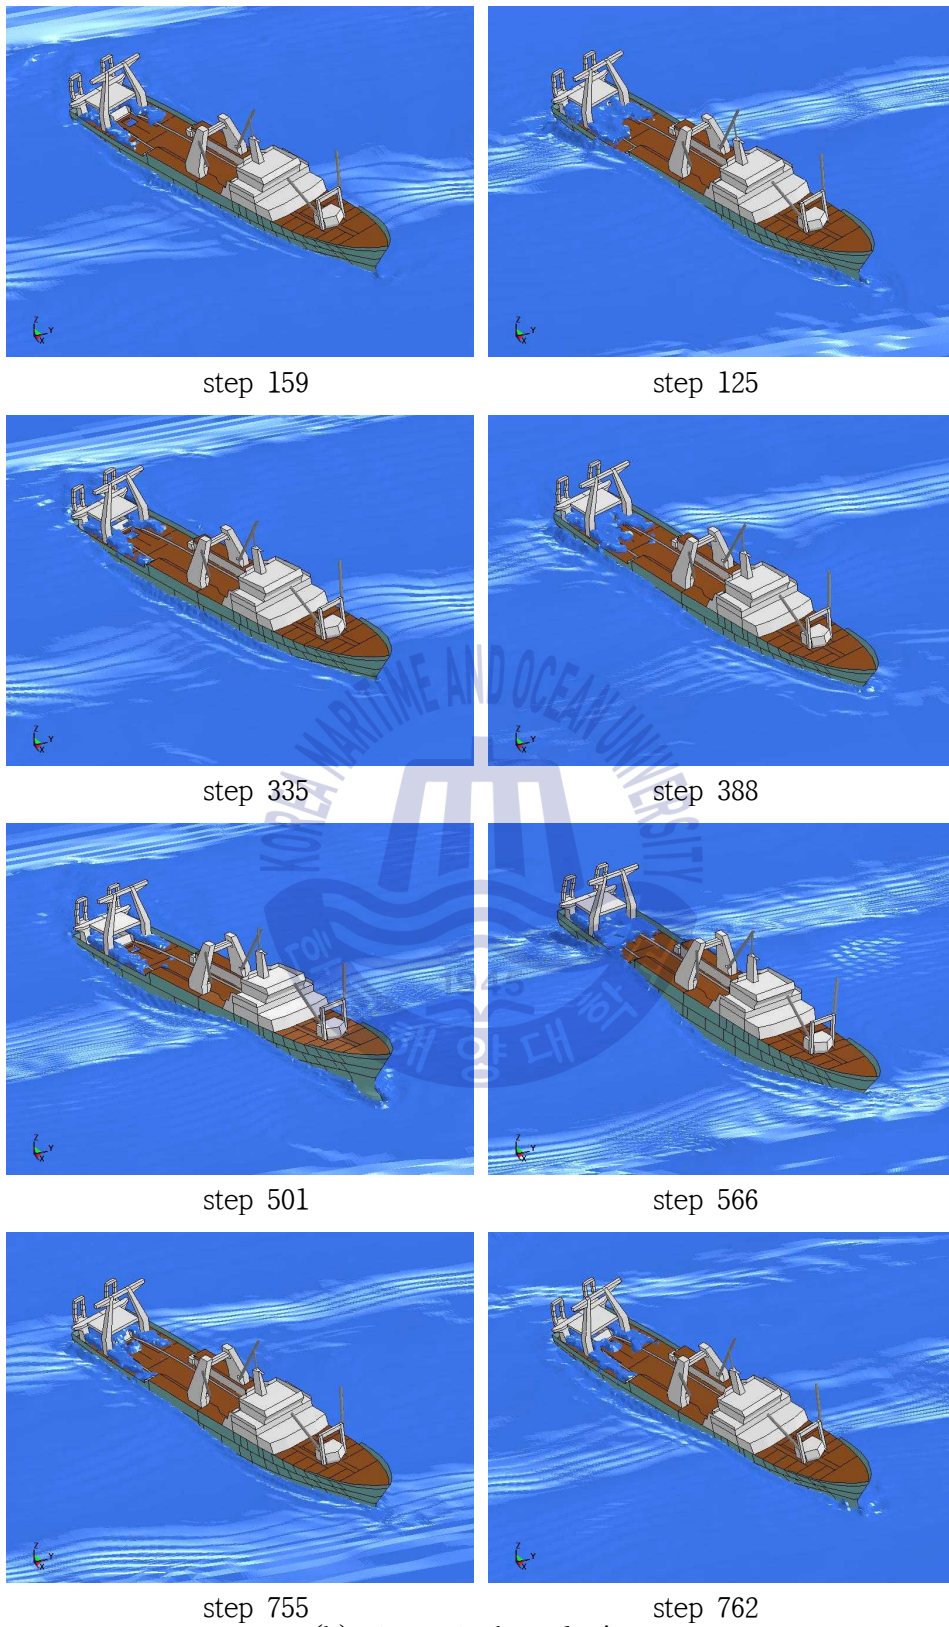 step 159
step 125
step 335
step 388
KOREA MARITIME AND OCEAN UNIVERSITY
1945
해양대학
step 501
step 566
step 755
step 762